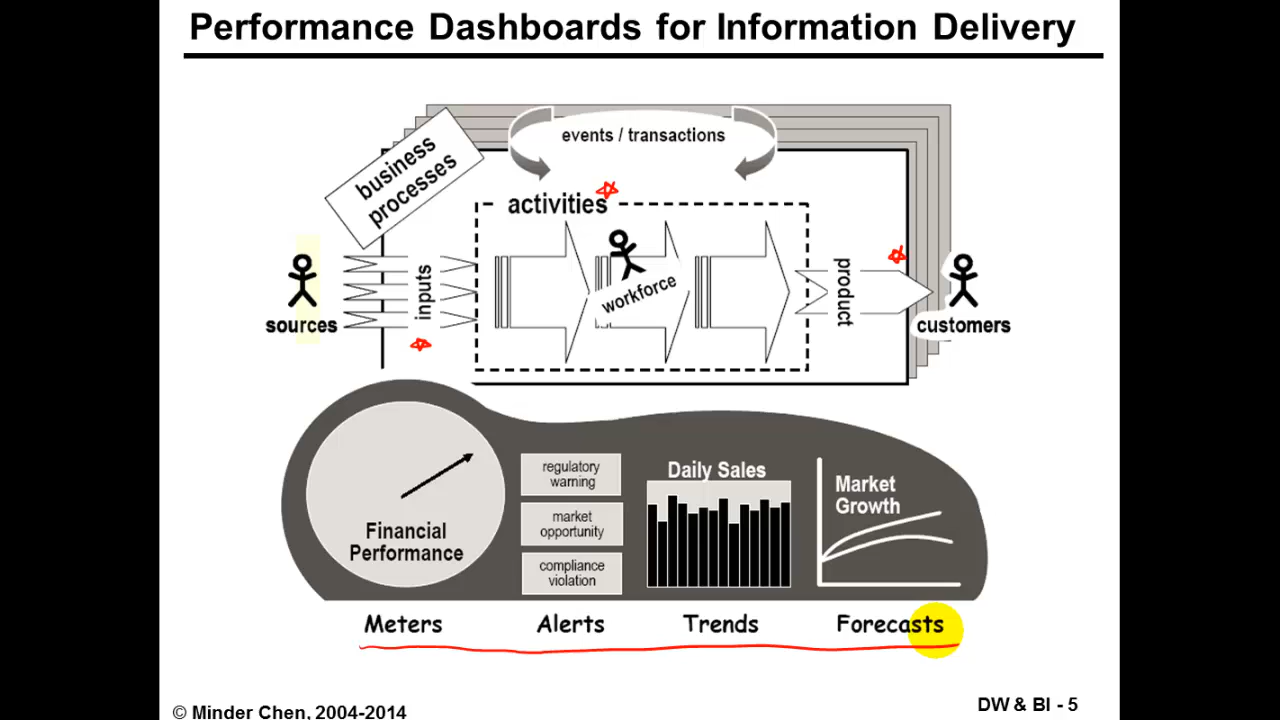 Performance Dashboards for Information Delivery
business
processes
events / transactions
activities
sources
inputs
workforce
product
customers
Financial
Performance
regulatory
warning
market
opportunity
compliance
violation
Daily Sales
Market
Growth
Meters
Alerts
Trends
Forecasts
© Minder Chen, 2004-2014
DW & BI - 5